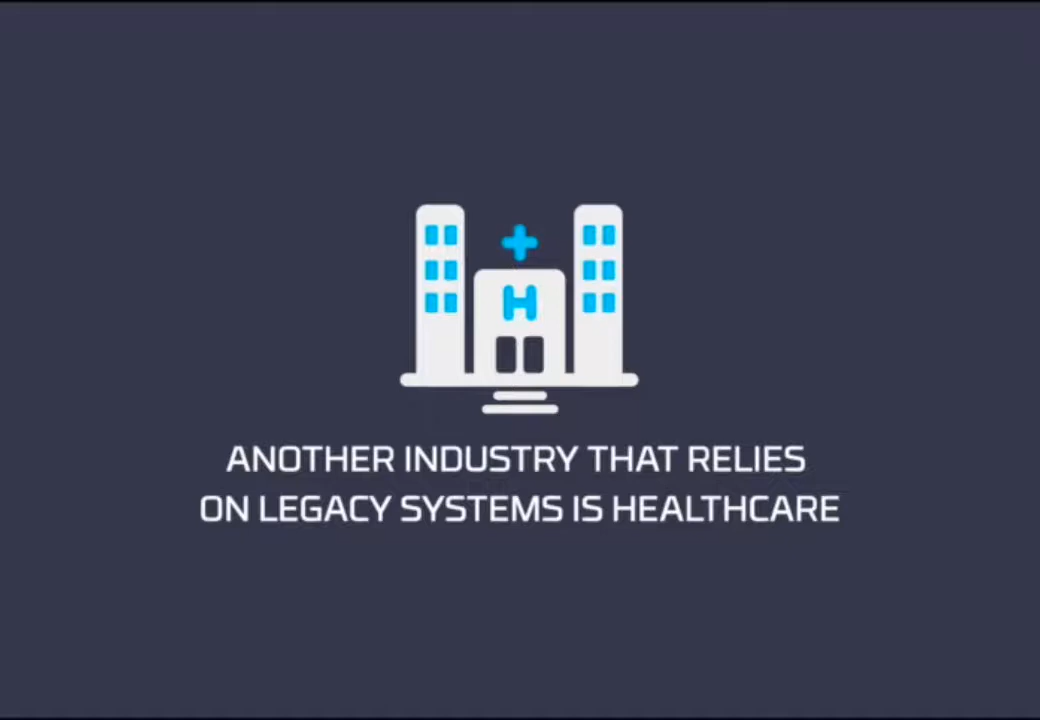 H
ANOTHER INDUSTRY THAT RELIES
ON LEGACY SYSTEMS IS HEALTHCARE